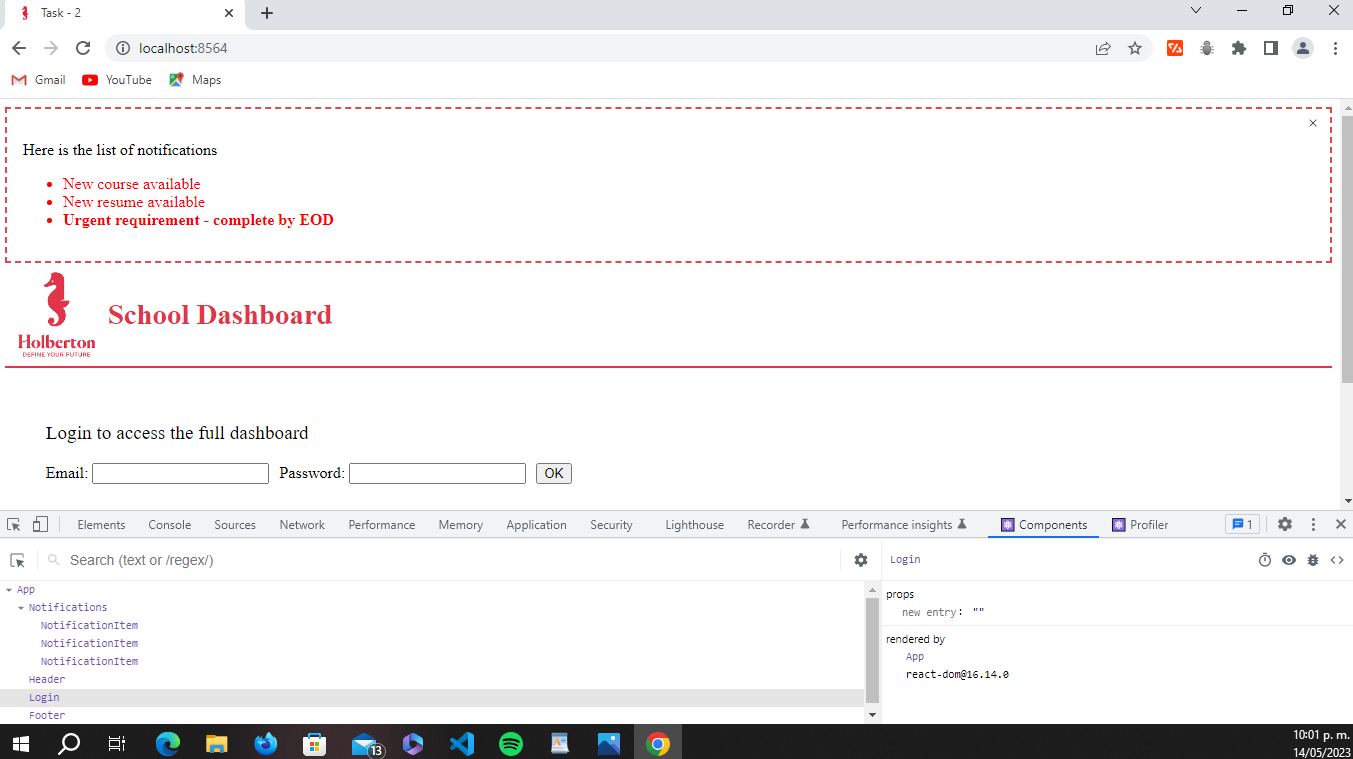 Task - 2
localhost:8564
Gmail YouTube Maps
Here is the list of notifications
New course available
New resume available
Urgent requirement - complete by EOD
Holberton
DEFINE YOUR FUTURE.
School Dashboard
Login to access the full dashboard
Email: Password: OK
Elements Console Sources Network Performance Memory Application Security Lighthouse Recorder Performance insights Components Profiler 1
Search (text or /regex/)
Login
App
Notifications
NotificationItem
NotificationItem
NotificationItem
Header
Login
Footer
props
new entry: ""
rendered by
App
react-dom@16.14.0
13
10:01 p. m.
14/05/2023